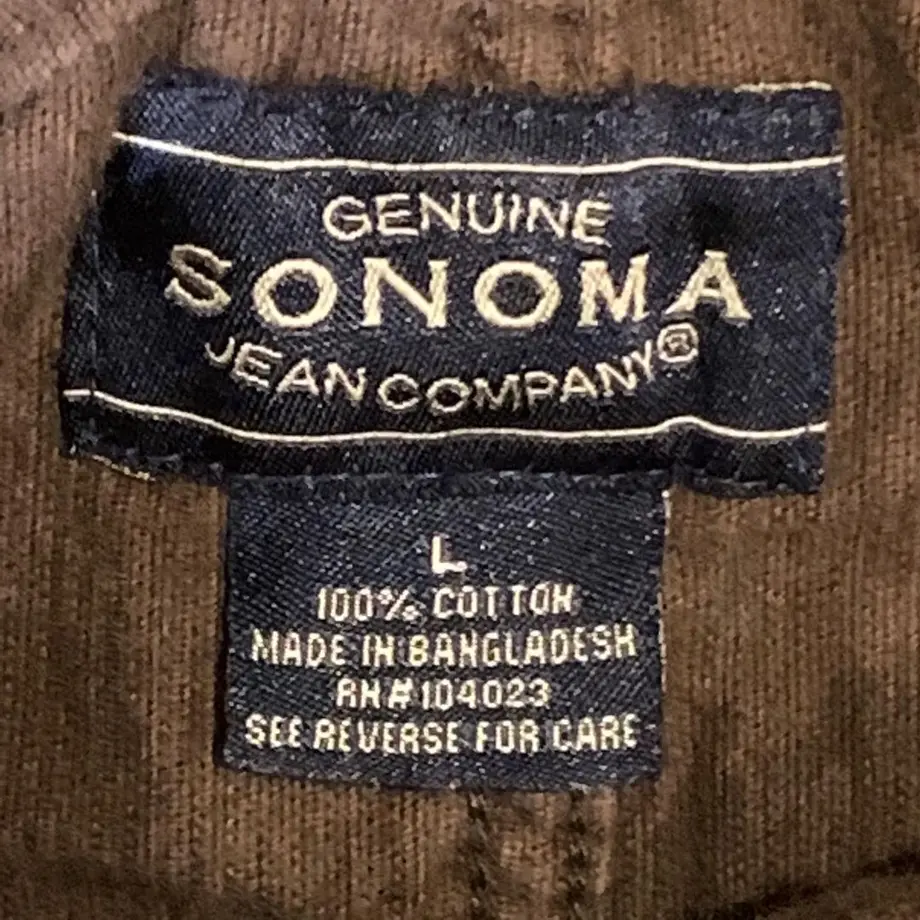 GENUINE
SONOMA
JEAN COMPANY®
L
100% COTTON
MADE IN BANGLADESH
RN#104023
SEE REVERSE FOR CARE